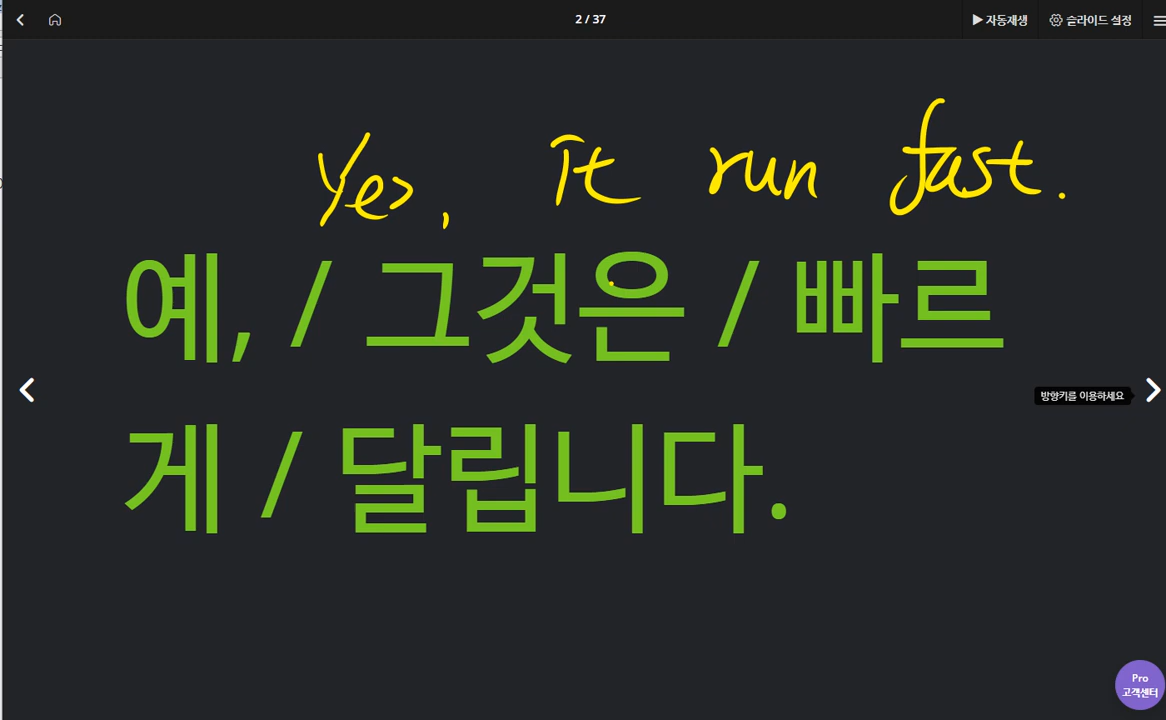 2 / 37
자동재생
슬라이드 설정
Yes, It run fast.
예, / 그것은 / 빠르
게 / 달립니다.
방향키를 이용하세요
Pro
고객센터